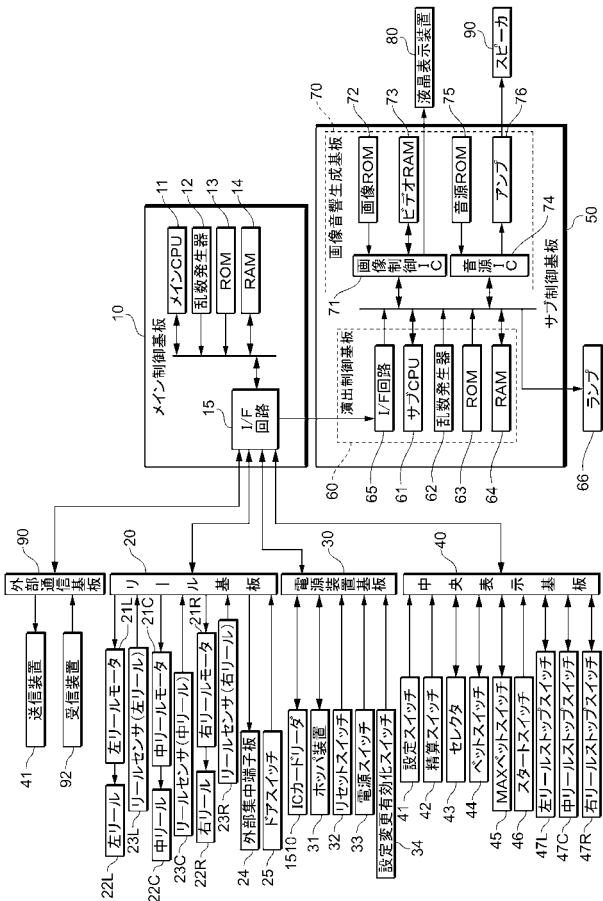 90
外部通信基板
送信装置
41
受信装置
92
20
リール基板
21L
左リールモータ
左リール
22L
リールセンサ(左リール)
23L
21C
中リールモータ
中リール
22C
リールセンサ(中リール)
23C
21R
右リールモータ
右リール
22R
リールセンサ(右リール)
23R
外部集中端子板
24
ドアスイッチ
25
30
電源装置基板
ICカードリーダ
1510
ホッパ装置
31
リセットスイッチ
32
電源スイッチ
33
設定変更有効化スイッチ
34
40
中央表示基板
設定スイッチ
41
精算スイッチ
42
セレクタ
43
ベットスイッチ
44
MAXベットスイッチ
45
スタートスイッチ
46
左リールストップスイッチ
47L
中リールストップスイッチ
47C
右リールストップスイッチ
47R
10
メイン制御基板
15
I/F回路
メインCPU
11
乱数発生器
12
ROM
13
RAM
14
サブ制御基板
50
演出制御基板
60
I/F回路
65
サブCPU
61
乱数発生器
62
ROM
63
RAM
64
ランプ
66
画像音響生成基板
70
画像制御IC
71
画像ROM
72
ビデオRAM
73
音源IC
74
音源ROM
75
アンプ
76
液晶表示装置
80
スピーカ
90